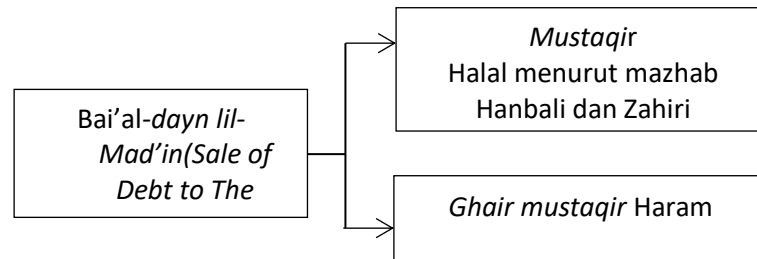 Bai'al-dayn lil-
Mad'in(Sale of
Debt to The
Mustaqir
Halal menurut mazhab
Hanbali dan Zahiri
Ghair mustaqir Haram